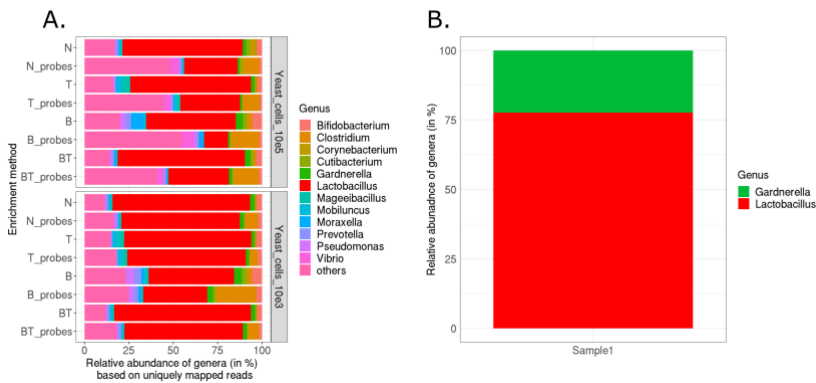 A.
B.
N
N_probes
T
T_probes
B
B_probes
BT
BT_probes
Yeast_cells_10e5
N
N_probes
T
T_probes
B
B_probes
BT
BT_probes
Yeast_cells_10e3
Enrichment method
0 25 50 75 100
Relative abundance of genera (in %)
based on uniquely mapped reads
Genus
Bifidobacterium
Clostridium
Corynebacterium
Cutibacterium
Gardnerella
Lactobacillus
Mageeibacillus
Mobiluncus
Moraxella
Prevotella
Pseudomonas
Vibrio
others
Relative abunadnce of genera (in %)
100
75
50
25
0
Sample1
Genus
Gardnerella
Lactobacillus